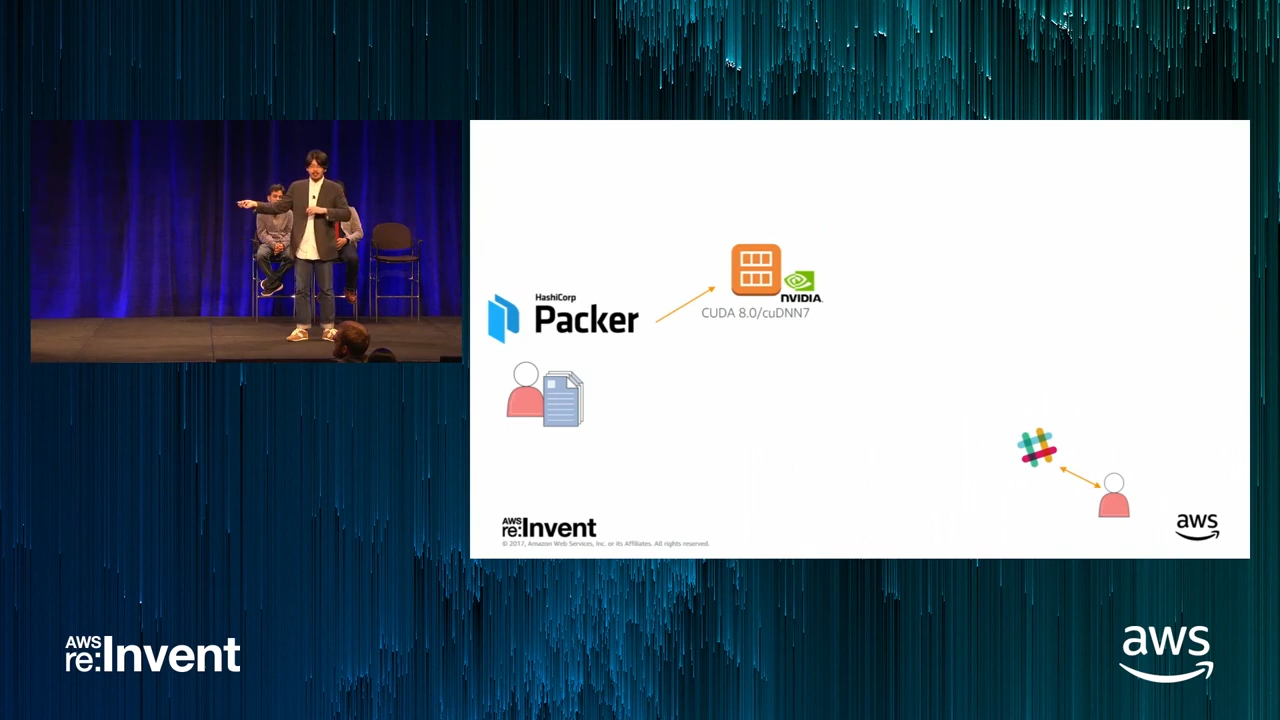 HashiCorp
Packer
NVIDIA.
CUDA 8.0/cuDNN7
AWS
re:Invent
© 2017, Amazon Web Services, Inc. or its Affiliates. All rights reserved.
aws
AWS
re:Invent
aws